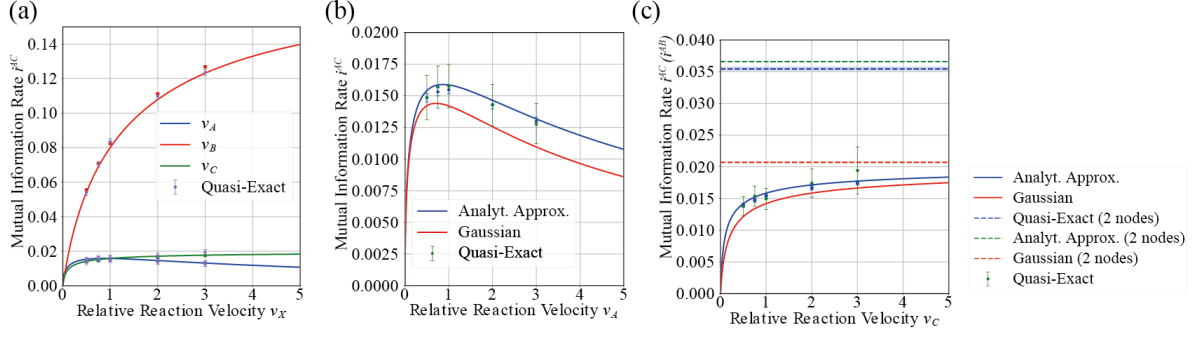 (a)
Mutual Information Rate i^{AC}
0.14
0.12
0.10
0.08
0.06
0.04
0.02
0.00
v_A
v_B
v_C
Quasi-Exact
0 1 2 3 4 5
Relative Reaction Velocity v_X
(b)
Mutual Information Rate i^{AC}
0.0200
0.0175
0.0150
0.0125
0.0100
0.0075
0.0050
0.0025
0.0000
Analyt. Approx.
Gaussian
Quasi-Exact
0 1 2 3 4 5
Relative Reaction Velocity v_A
(c)
Mutual Information Rate i^{AC} (i^{AB})
0.040
0.035
0.030
0.025
0.020
0.015
0.010
0.005
0.000
0 1 2 3 4 5
Relative Reaction Velocity v_C
Analyt. Approx.
Gaussian
Quasi-Exact (2 nodes)
Analyt. Approx. (2 nodes)
Gaussian (2 nodes)
Quasi-Exact